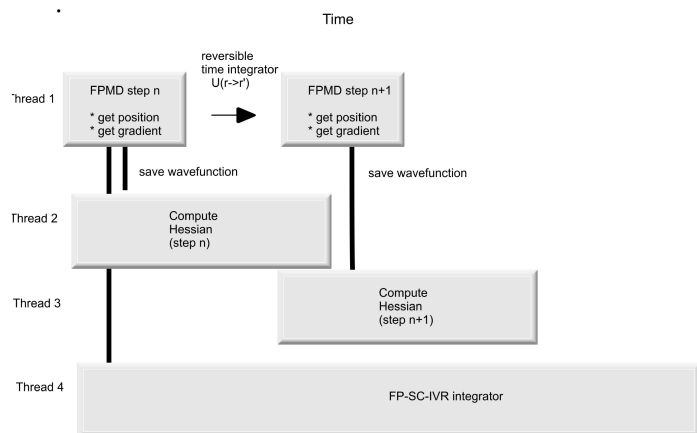 Time
reversible
time integrator
U(r->r')
Thread 1
FPMD step n
* get position
* get gradient
FPMD step n+1
* get position
* get gradient
save wavefunction
save wavefunction
Thread 2
Compute
Hessian
(step n)
Thread 3
Compute
Hessian
(step n+1)
Thread 4
FP-SC-IVR integrator